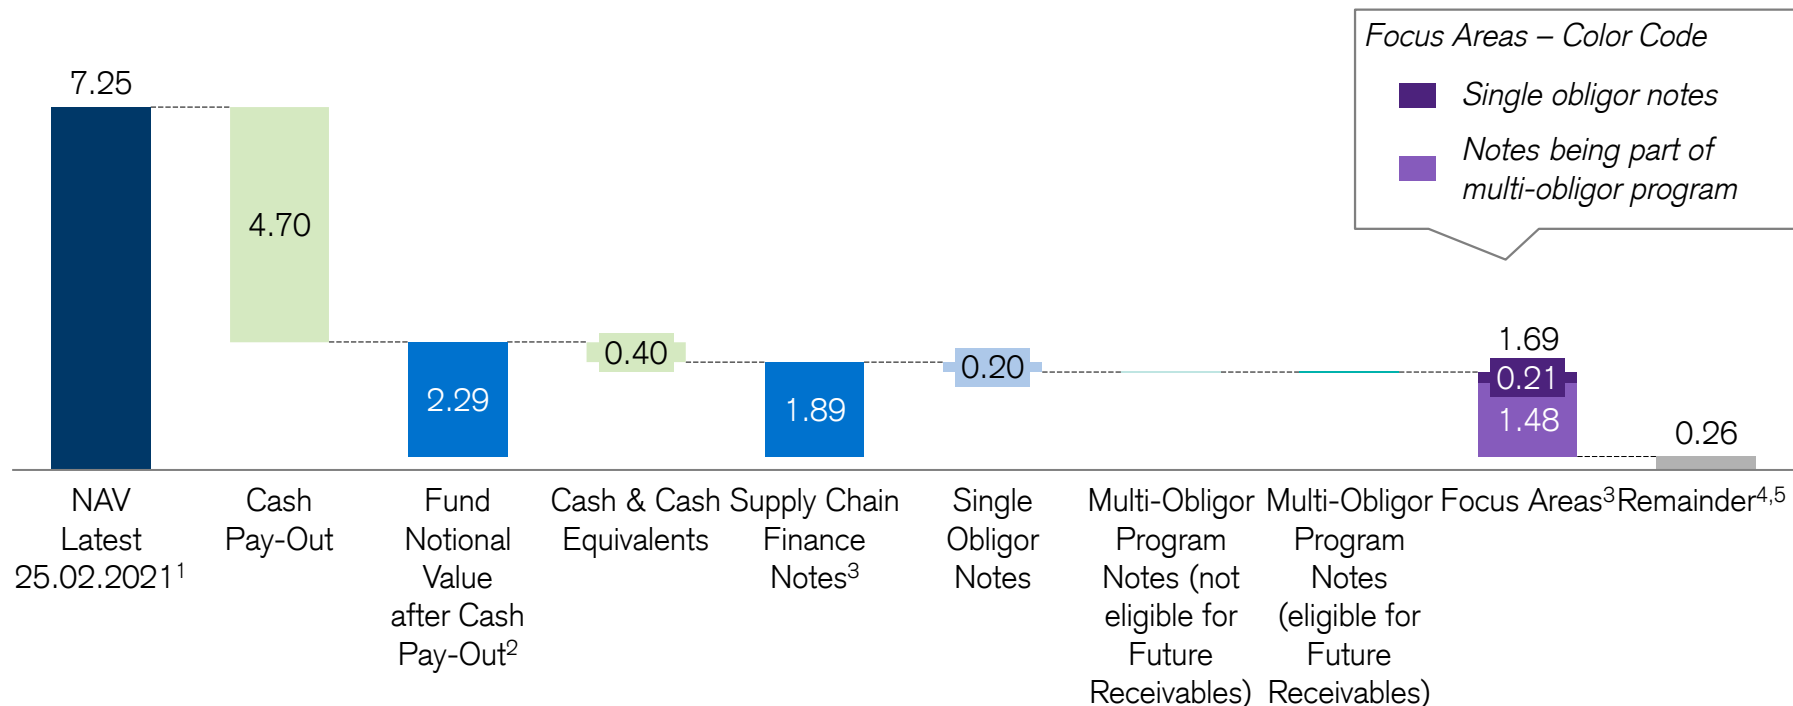 Focus Areas – Color Code
Single obligor notes
Notes being part of
multi-obligor program
7.25
4.70
2.29
0.40
1.89
0.20
1.69
0.21
1.48
0.26
NAV
Latest
25.02.2021¹
Cash
Pay-Out
Fund
Notional
Value
after Cash
Pay-Out²
Cash & Cash
Equivalents
Supply Chain
Finance
Notes³
Single
Obligor
Notes
Multi-Obligor
Program
Notes (not
eligible for
Future
Receivables)
Multi-Obligor
Program
Notes
(eligible for
Future
Receivables)
Focus Areas³
Remainder⁴,⁵